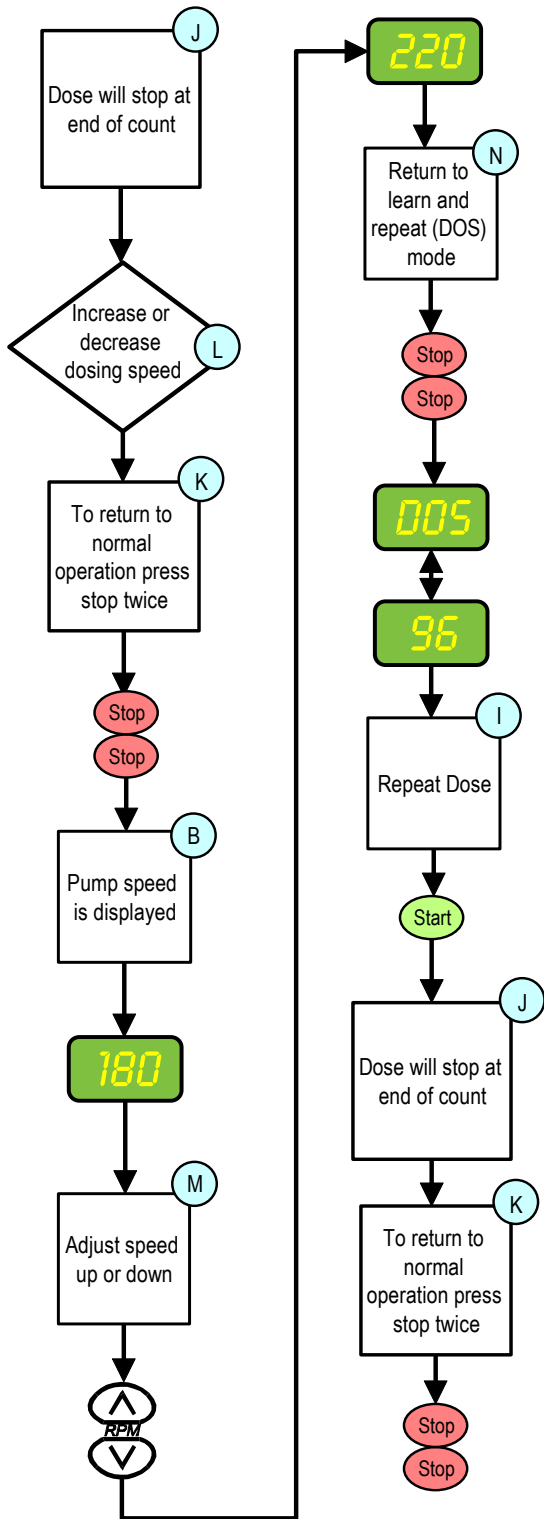 J
Dose will stop at
end of count
Increase or
decrease
dosing speed
L
K
To return to
normal
operation press
stop twice
Stop
Stop
B
Pump speed
is displayed
180
M
Adjust speed
up or down
RPM
220
N
Return to
learn and
repeat (DOS)
mode
Stop
Stop
DOS
96
I
Repeat Dose
Start
J
Dose will stop at
end of count
K
To return to
normal
operation press
stop twice
Stop
Stop